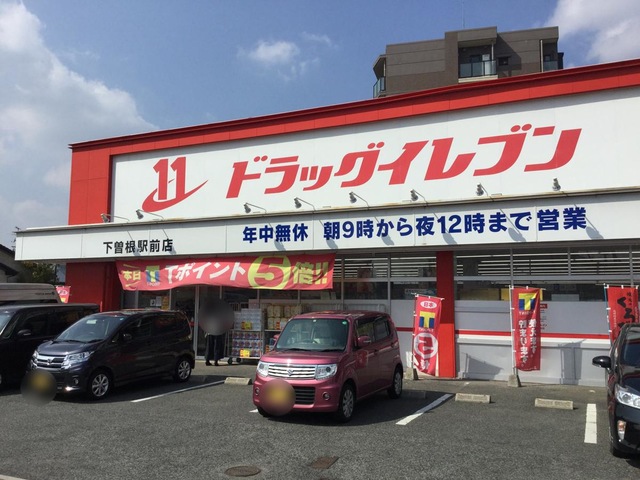 11 ドラッグイレブン
下曽根駅前店
年中無休 朝9時から夜12時まで営業
本日 Tポイント5倍!!
T
5
T